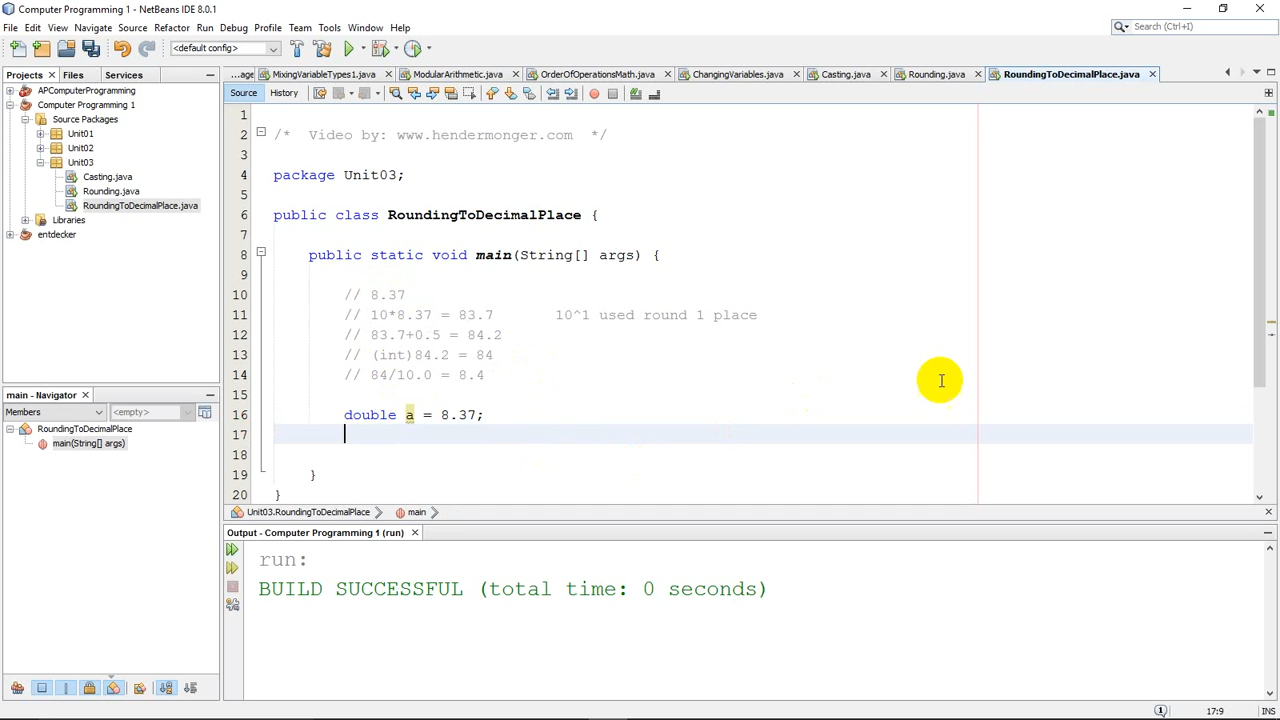 Computer Programming 1 - NetBeans IDE 8.0.1
File Edit View Navigate Source Refactor Run Debug Profile Team Tools Window Help
Search (Ctrl+I)
<default config>
Projects Files Services
...age MixingVariableTypes1.java ModularArithmetic.java OrderOfOperationsMath.java ChangingVariables.java Casting.java Rounding.java RoundingToDecimalPlace.java
Source History
APComputerProgramming
Computer Programming 1
Source Packages
Unit01
Unit02
Unit03
Casting.java
Rounding.java
RoundingToDecimalPlace.java
Libraries
entdecker
main - Navigator
Members <empty>
RoundingToDecimalPlace
main(String[] args)
1
2 /* Video by: www.hendermonger.com */
3
4 package Unit03;
5
6 public class RoundingToDecimalPlace {
7
8 public static void main(String[] args) {
9
10 // 8.37
11 // 10*8.37 = 83.7 10^1 used round 1 place
12 // 83.7+0.5 = 84.2
13 // (int)84.2 = 84
14 // 84/10.0 = 8.4
15
16 double a = 8.37;
17
18
19 }
20 }
Unit03.RoundingToDecimalPlace main
Output - Computer Programming 1 (run)
run:
BUILD SUCCESSFUL (total time: 0 seconds)
1 17:9 INS